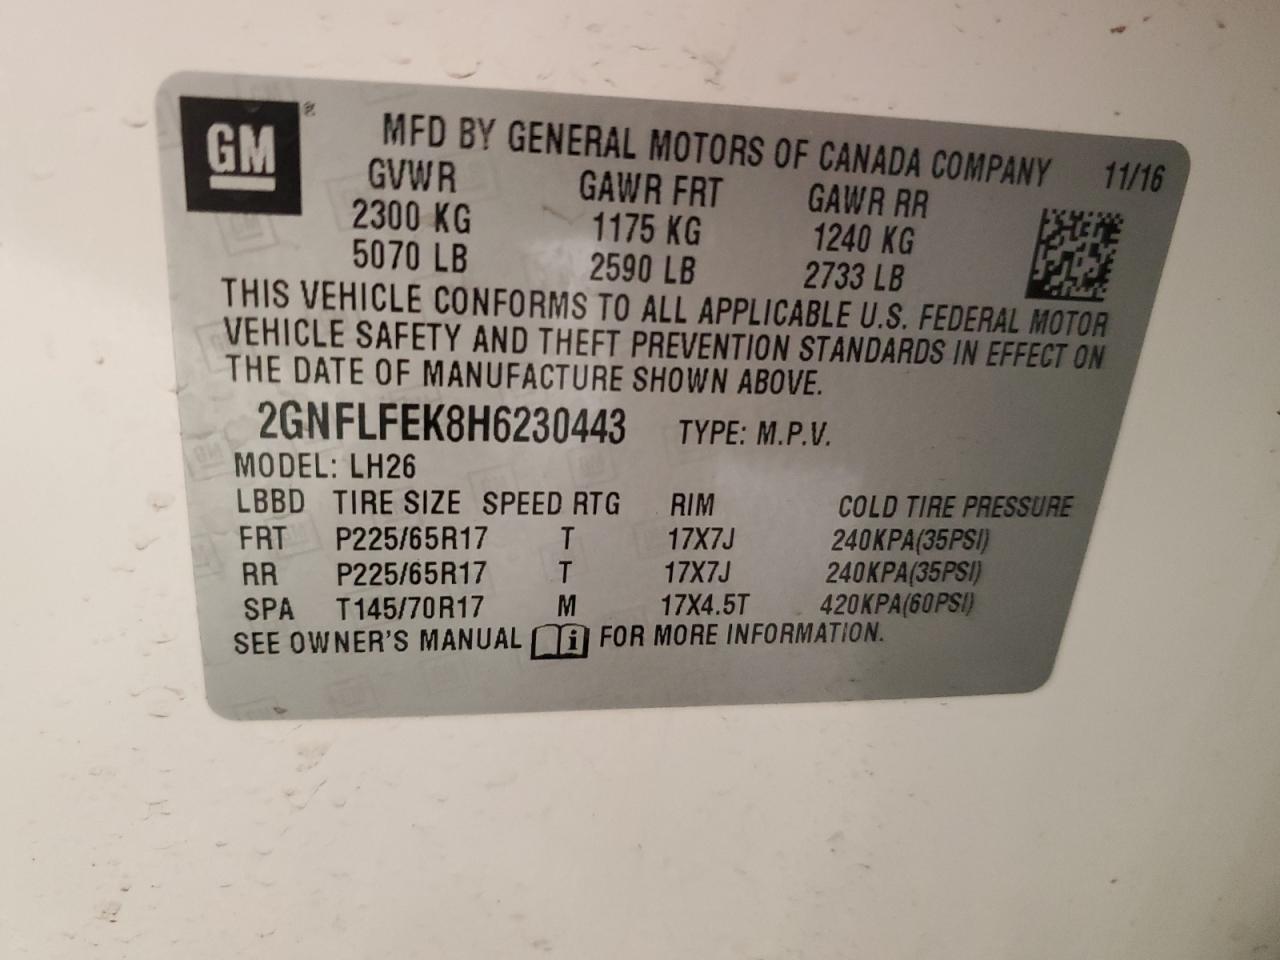 GM®
MFD BY GENERAL MOTORS OF CANADA COMPANY 11/16
GVWR GAWR FRT GAWR RR
2300 KG 1175 KG 1240 KG
5070 LB 2590 LB 2733 LB
THIS VEHICLE CONFORMS TO ALL APPLICABLE U.S. FEDERAL MOTOR
VEHICLE SAFETY AND THEFT PREVENTION STANDARDS IN EFFECT ON
THE DATE OF MANUFACTURE SHOWN ABOVE.
2GNFLFEK8H6230443 TYPE: M.P.V.
MODEL: LH26
LBBD TIRE SIZE SPEED RTG RIM COLD TIRE PRESSURE
FRT P225/65R17 T 17X7J 240KPA(35PSI)
RR P225/65R17 T 17X7J 240KPA(35PSI)
SPA T145/70R17 M 17X4.5T 420KPA(60PSI)
SEE OWNER'S MANUAL i FOR MORE INFORMATION.